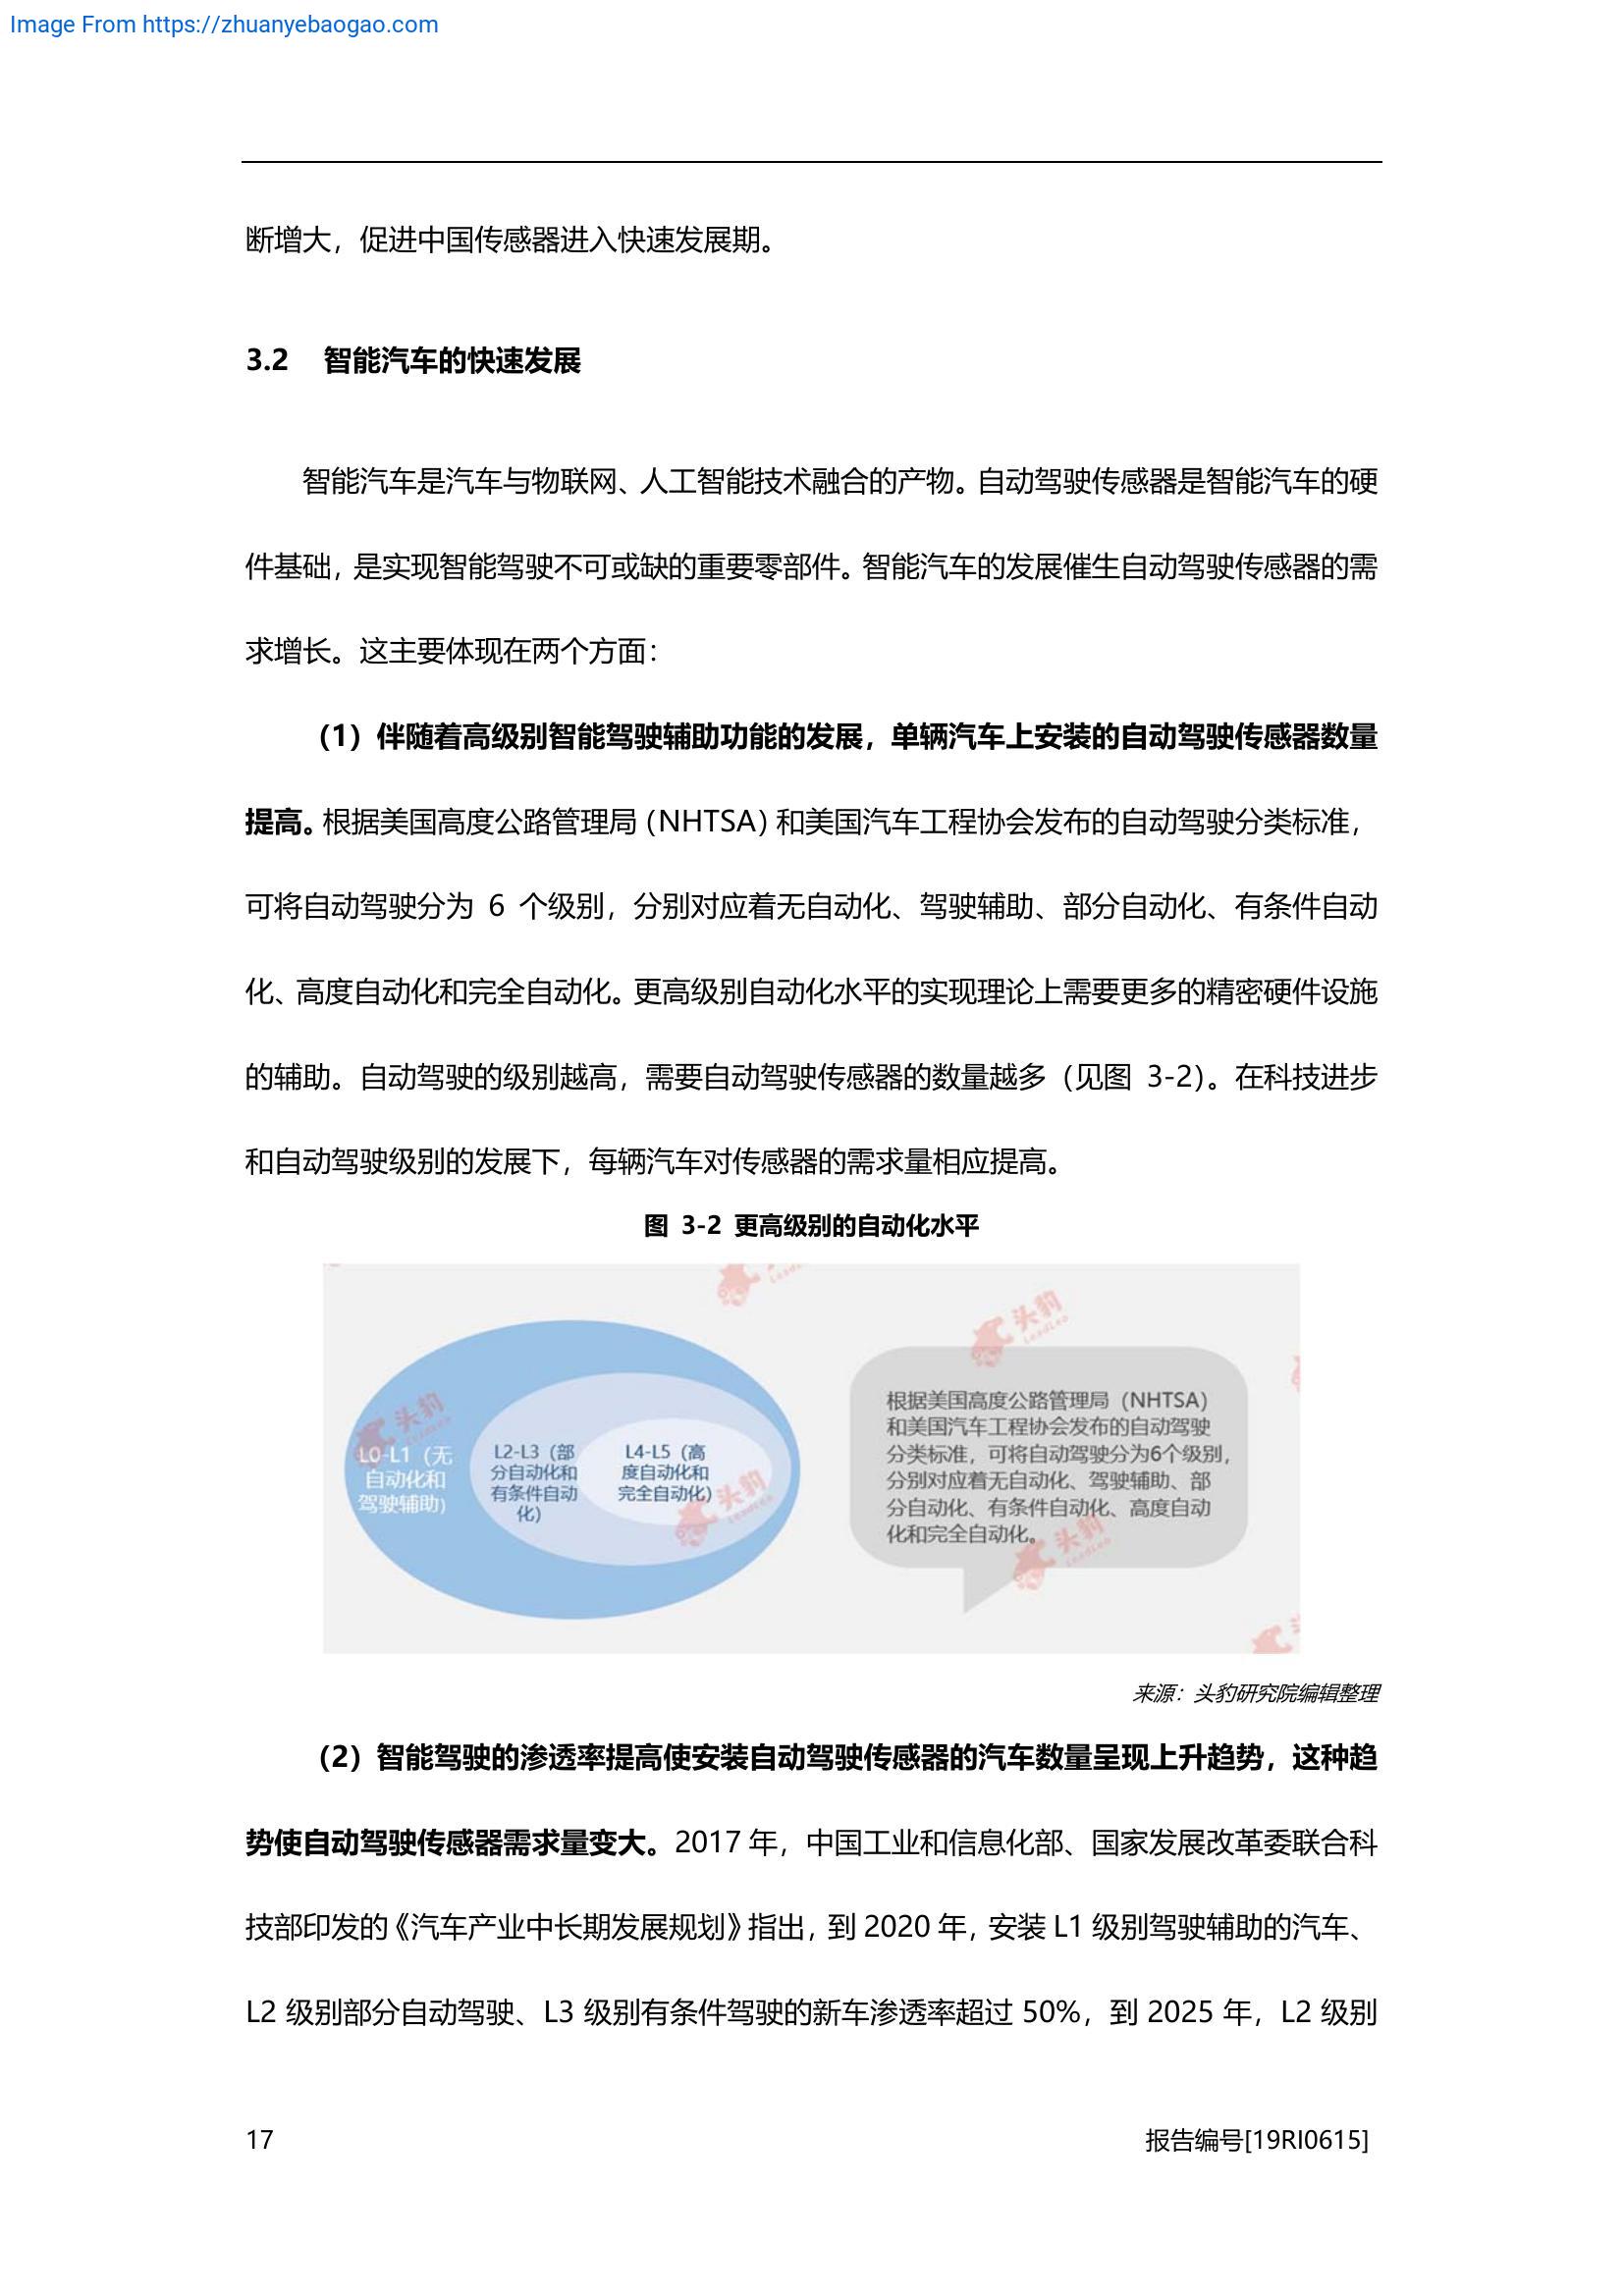 Image From https://zhuanyebaogao.com
断增大，促进中国传感器进入快速发展期。
3.2 智能汽车的快速发展
智能汽车是汽车与物联网、人工智能技术融合的产物。自动驾驶传感器是智能汽车的硬
件基础，是实现智能驾驶不可或缺的重要零部件。智能汽车的发展催生自动驾驶传感器的需
求增长。这主要体现在两个方面：
（1）伴随着高级别智能驾驶辅助功能的发展，单辆汽车上安装的自动驾驶传感器数量
提高。根据美国高度公路管理局（NHTSA）和美国汽车工程协会发布的自动驾驶分类标准，
可将自动驾驶分为 6 个级别，分别对应着无自动化、驾驶辅助、部分自动化、有条件自动
化、高度自动化和完全自动化。更高级别自动化水平的实现理论上需要更多的精密硬件设施
的辅助。自动驾驶的级别越高，需要自动驾驶传感器的数量越多（见图 3-2）。在科技进步
和自动驾驶级别的发展下，每辆汽车对传感器的需求量相应提高。
图 3-2 更高级别的自动化水平
L0-L1（无
自动化和
驾驶辅助）
L2-L3（部
分自动化和
有条件自动
化）
L4-L5（高
度自动化和
完全自动化）
根据美国高度公路管理局（NHTSA）
和美国汽车工程协会发布的自动驾驶
分类标准，可将自动驾驶分为6个级别，
分别对应着无自动化、驾驶辅助、部
分自动化、有条件自动化、高度自动
化和完全自动化。
头豹
LeadLeo
头豹
LeadLeo
头豹
LeadLeo
头豹
LeadLeo
来源：头豹研究院编辑整理
（2）智能驾驶的渗透率提高使安装自动驾驶传感器的汽车数量呈现上升趋势，这种趋
势使自动驾驶传感器需求量变大。2017 年，中国工业和信息化部、国家发展改革委联合科
技部印发的《汽车产业中长期发展规划》指出，到 2020 年，安装 L1 级别驾驶辅助的汽车、
L2 级别部分自动驾驶、L3 级别有条件驾驶的新车渗透率超过 50%，到 2025 年，L2 级别
17
报告编号[19RI0615]